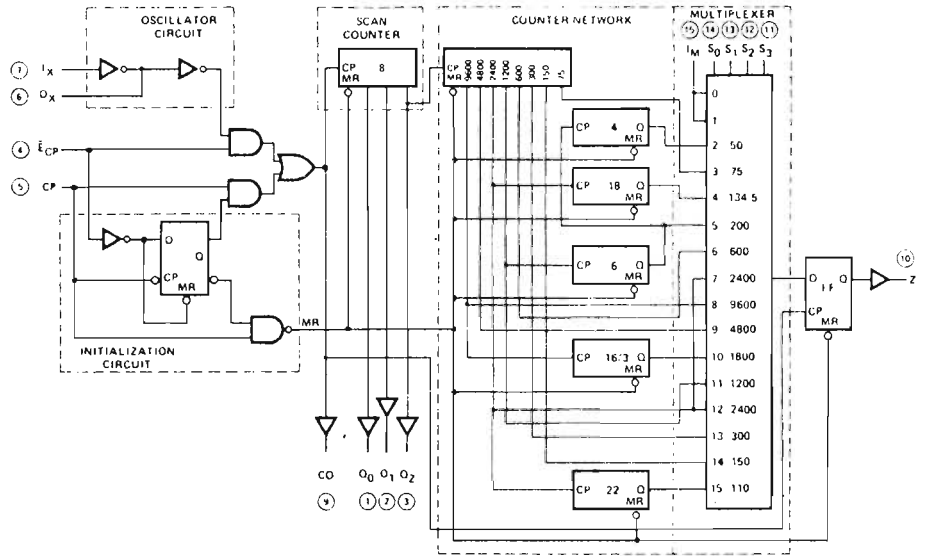 OSCILLATOR
CIRCUIT
SCAN
COUNTER
COUNTER NETWORK
MULTIPLEXER
15 14 13 12 11
IM S0 S1 S2 S3
7 IX
6 OX
4 ĒCP
5 CP
CP 8
MR
CP
MR
9600
4800
2400
1200
600
300
150
75
CP 4 Q
MR
CP 18 Q
MR
CP 6 Q
MR
CP 16/3 Q
MR
CP 22 Q
MR
0
1
2 50
3 75
4 134.5
5 200
6 600
7 2400
8 9600
9 4800
10 1800
11 1200
12 2400
13 300
14 150
15 110
D Q
CP
MR
INITIALIZATION
CIRCUIT
MR
D FF Q
CP
MR
10
Z
CO Q0 Q1 Q2
9 1 2 3